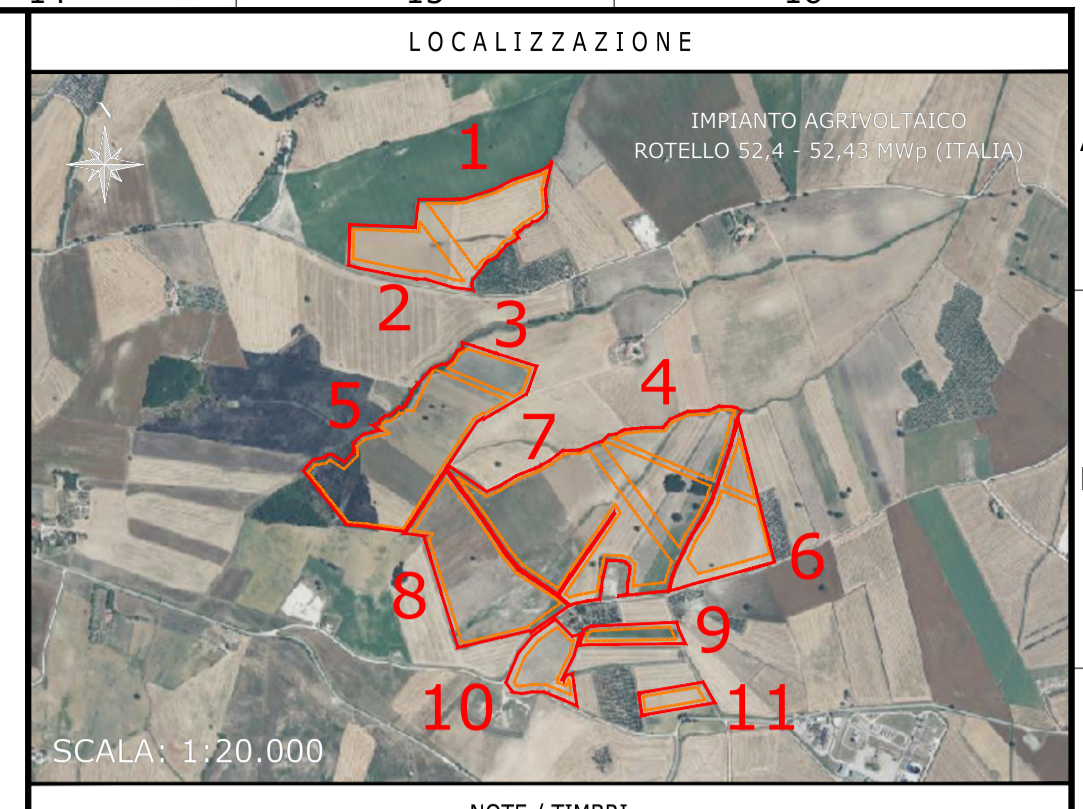 LOCALIZZAZIONE
N
IMPIANTO AGRIVOLTAICO
ROTELLO 52,4 - 52,43 MWp (ITALIA)
1
2
3
4
5
7
6
8
9
10
11
SCALA: 1:20.000